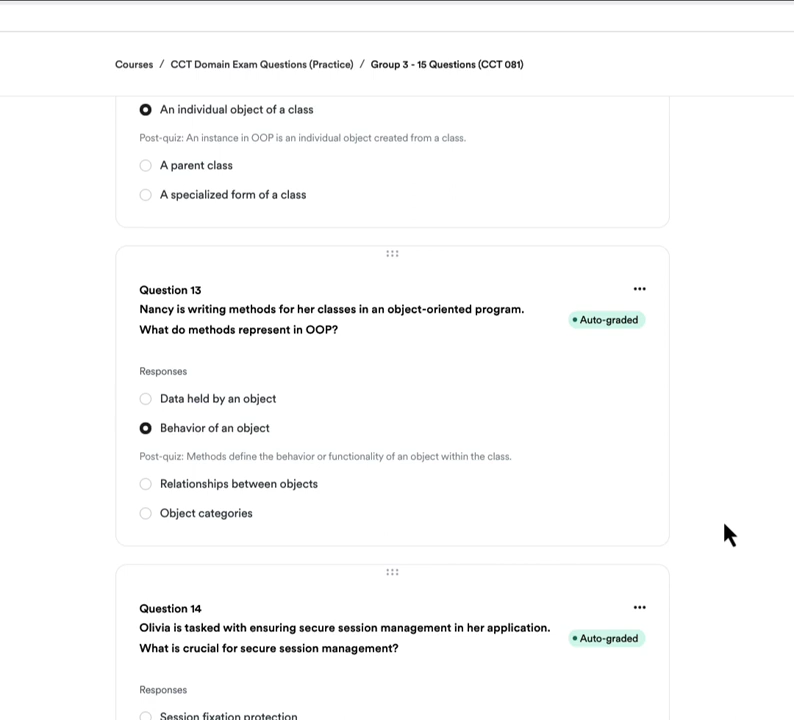 Courses / CCT Domain Exam Questions (Practice) / Group 3 - 15 Questions (CCT 081)
An individual object of a class
Post-quiz: An instance in OOP is an individual object created from a class.
A parent class
A specialized form of a class
Question 13
Nancy is writing methods for her classes in an object-oriented program.
What do methods represent in OOP?
Auto-graded
Responses
Data held by an object
Behavior of an object
Post-quiz: Methods define the behavior or functionality of an object within the class.
Relationships between objects
Object categories
Question 14
Olivia is tasked with ensuring secure session management in her application.
What is crucial for secure session management?
Auto-graded
Responses
Session fixation protection